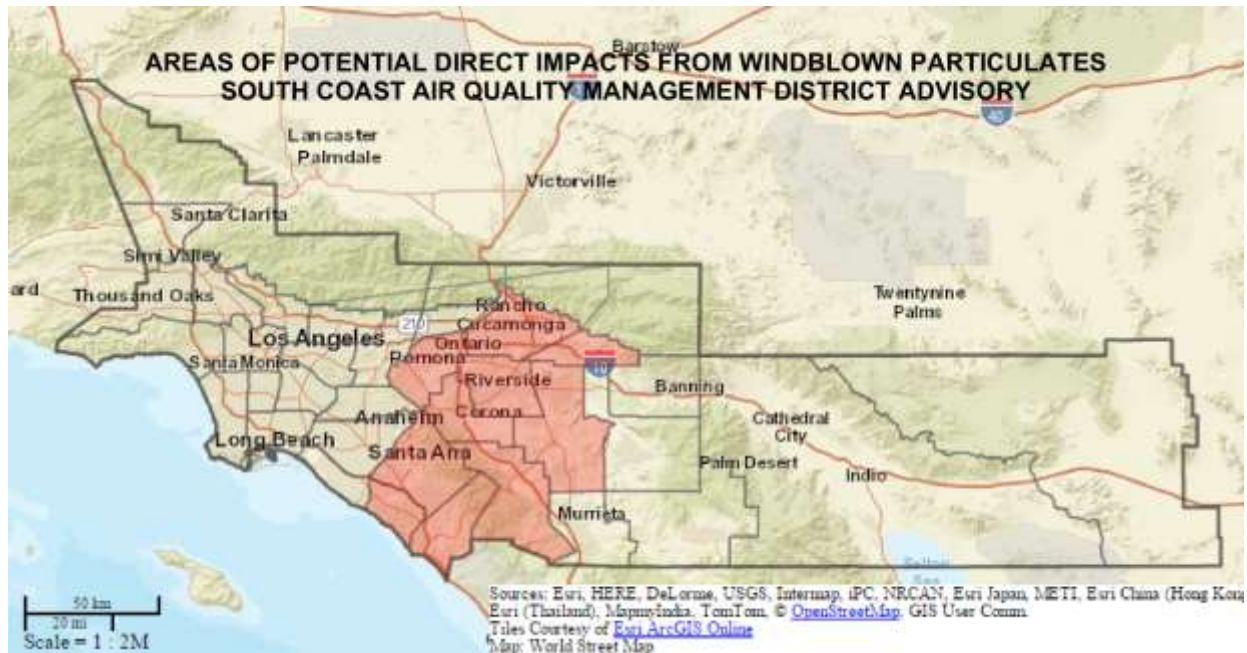 Barstow
AREAS OF POTENTIAL DIRECT IMPACTS FROM WINDBLOWN PARTICULATES
SOUTH COAST AIR QUALITY MANAGEMENT DISTRICT ADVISORY
40
Lancaster
Palmdale
Victorville
Santa Clarita
Simi Valley
ard
Thousand Oaks
Twentynine
Palms
Rancho
Cucamonga
210
Los Angeles
Ontario
Pomona
Santa Monica
10
Riverside
Banning
Corona
Anaheim
Cathedral
City
Long Beach
Santa Ana
Palm Desert
Indio
Murrieta
Salton
Sea
50 km
20 mi
Scale = 1 : 2M
Sources: Esri, HERE, DeLorme, USGS, Intermap, iPC, NRCAN, Esri Japan, METI, Esri China (Hong Kong
Esri (Thailand), MapmyIndia, TomTom, © OpenStreetMap, GIS User Comm.
Tiles Courtesy of Esri ArcGIS Online
Map: World Street Map